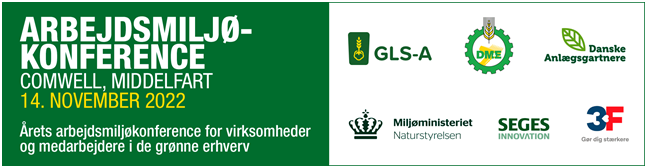 ARBEJDSMILJØ-
KONFERENCE
COMWELL, MIDDELFART
14. NOVEMBER 2022
Årets arbejdsmiljøkonference for virksomheder
og medarbejdere i de grønne erhverv
GLS-A
DME
Danske
Anlægsgartnere
Miljøministeriet
Naturstyrelsen
SEGES
INNOVATION
3F
Gør dig stærkere